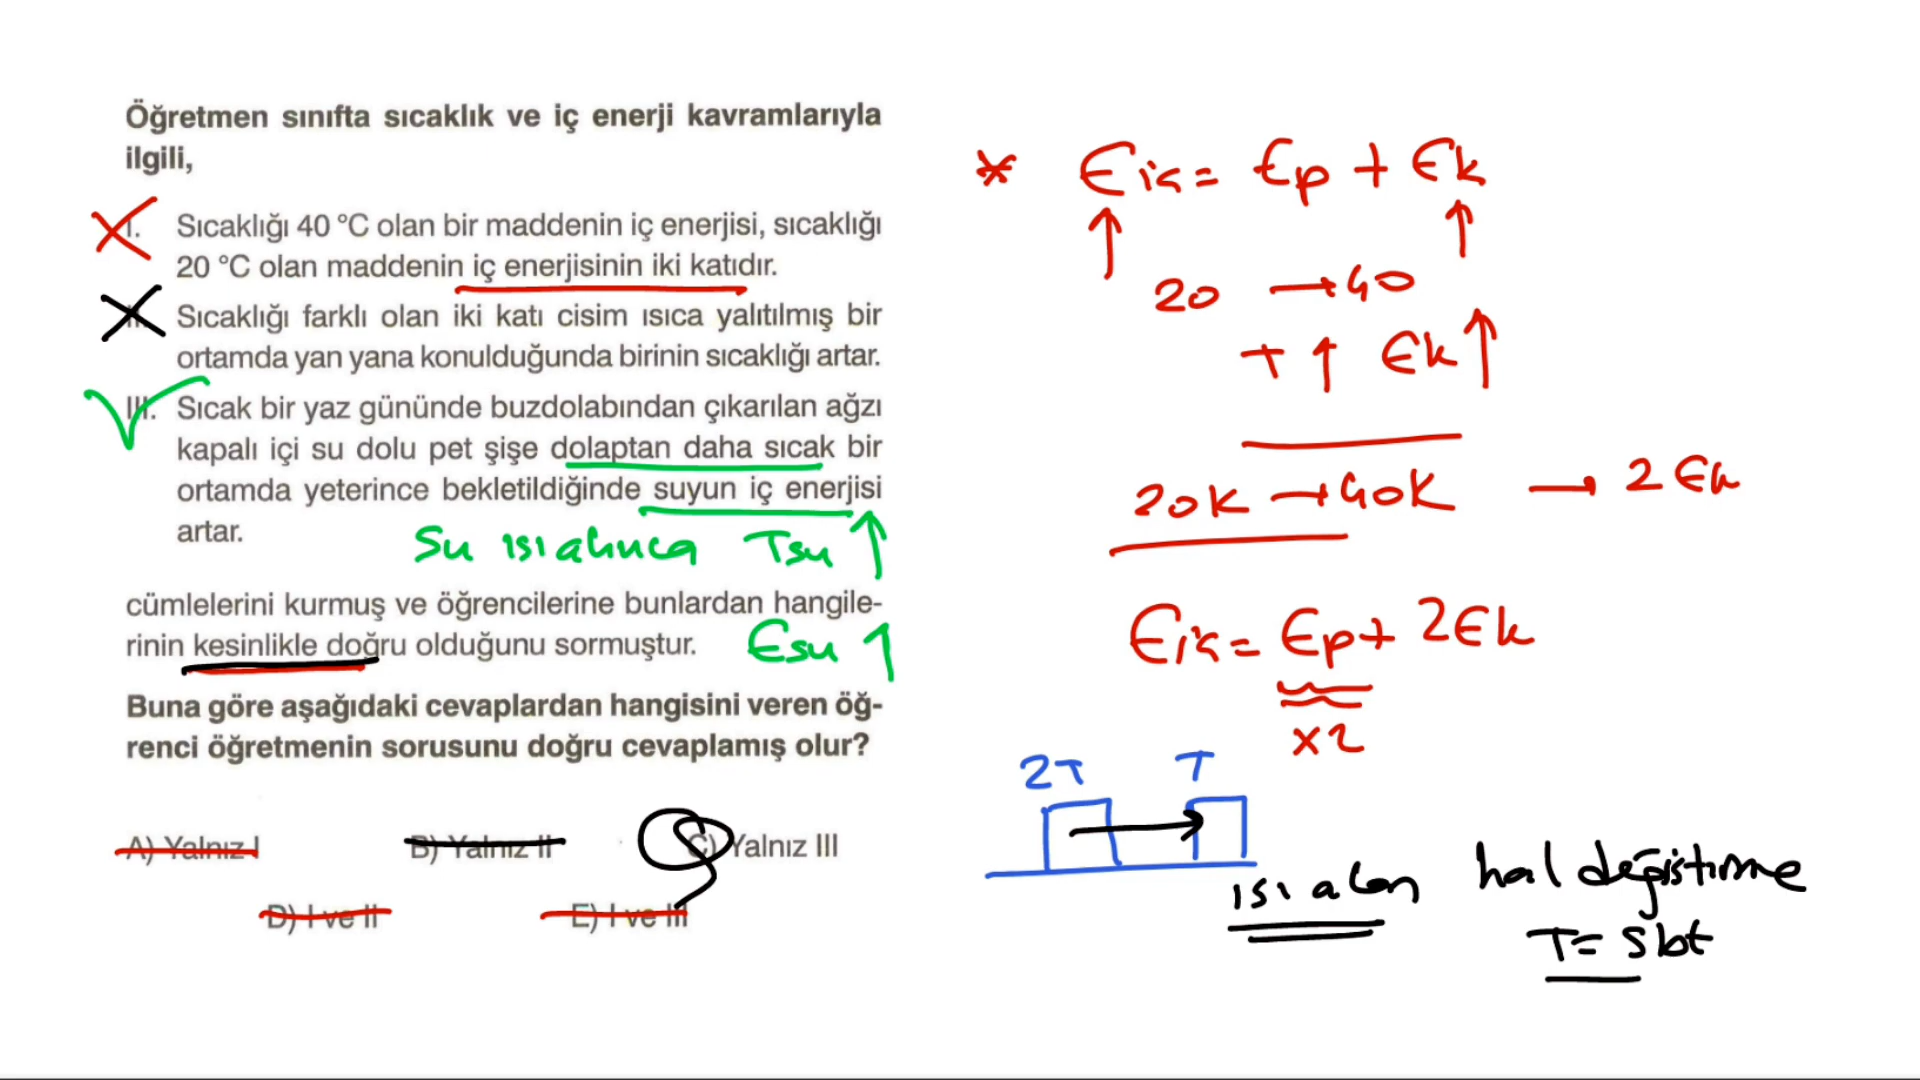 Öğretmen sınıfta sıcaklık ve iç enerji kavramlarıyla
ilgili,
I. Sıcaklığı 40 °C olan bir maddenin iç enerjisi, sıcaklığı
20 °C olan maddenin iç enerjisinin iki katıdır.
II. Sıcaklığı farklı olan iki katı cisim ısıca yalıtılmış bir
ortamda yan yana konulduğunda birinin sıcaklığı artar.
III. Sıcak bir yaz gününde buzdolabından çıkarılan ağzı
kapalı içi su dolu pet şişe dolaptan daha sıcak bir
ortamda yeterince bekletildiğinde suyun iç enerjisi
artar.
Su ısı alınca Tsu ↑
cümlelerini kurmuş ve öğrencilerine bunlardan hangile-
rinin kesinlikle doğru olduğunu sormuştur.
Esu ↑
Buna göre aşağıdaki cevaplardan hangisini veren öğ-
renci öğretmenin sorusunu doğru cevaplamış olur?
A) Yalnız I B) Yalnız II C) Yalnız III
D) I ve II E) I ve III
* Eiç = Ep + Ek
↑ ↑
20 → 40
T ↑ Ek ↑
20K → 40K → 2Ek
Eiç = Ep + 2Ek
x2
2T T
ısı alan
hal değiştirme
T = sbt